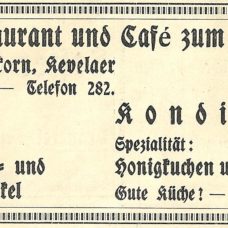 aurant und Café zum
korn, Kevelaer
— Telefon 282.
Kondi
Spezialität:
- und
Honigkuchen u
kel
Gute Küche! —